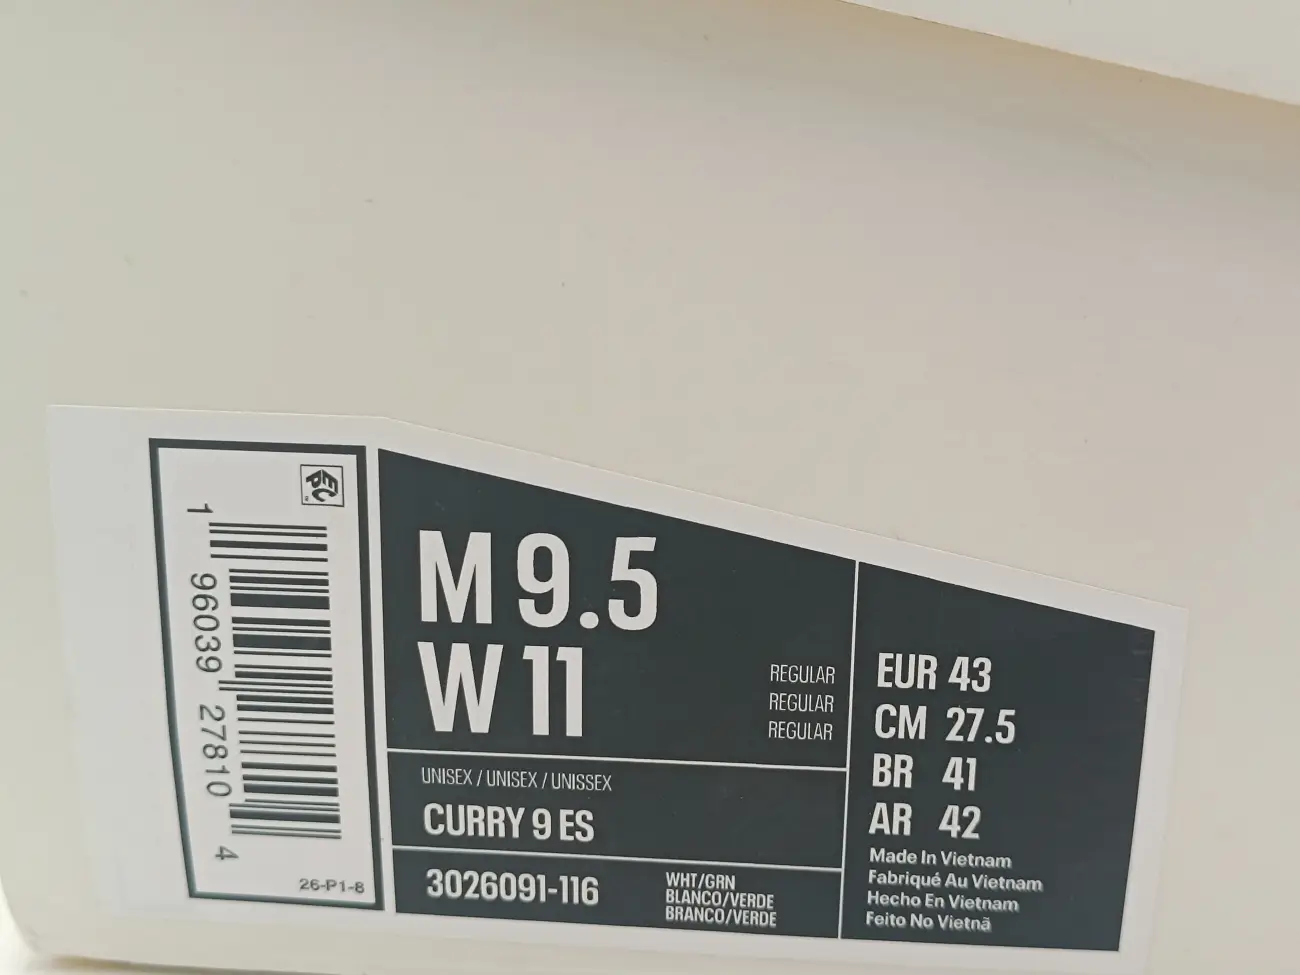 EPC
1 96039 27810 4
26-P1-8
M 9.5
W 11
REGULAR
REGULAR
REGULAR
UNISEX / UNISEX / UNISSEX
CURRY 9 ES
3026091-116
WHT/GRN
BLANCO/VERDE
BRANCO/VERDE
EUR 43
CM 27.5
BR 41
AR 42
Made In Vietnam
Fabriqué Au Vietnam
Hecho En Vietnam
Feito No Vietnã